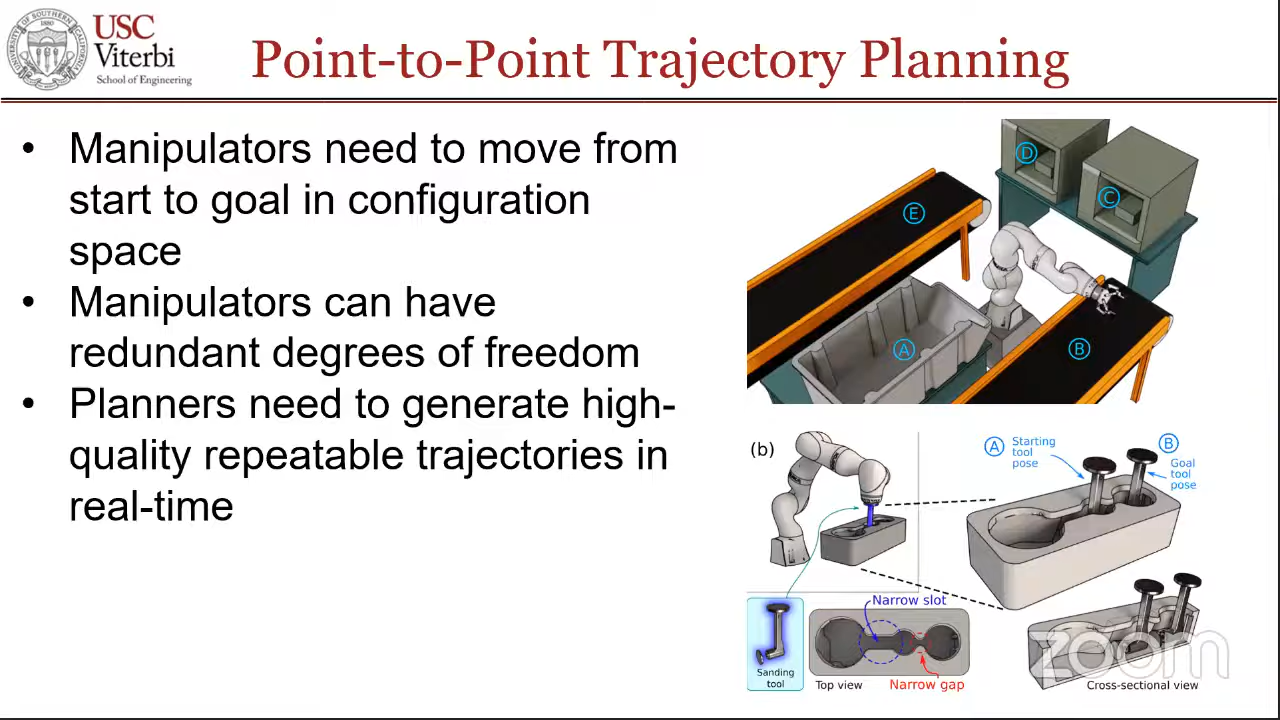 USC
Viterbi
School of Engineering
Point-to-Point Trajectory Planning
• Manipulators need to move from
start to goal in configuration
space
• Manipulators can have
redundant degrees of freedom
• Planners need to generate high-
quality repeatable trajectories in
real-time
D
C
E
A
B
(b)
A Starting
tool
pose
B
Goal
tool
pose
Narrow slot
Sanding
tool
Top view
Narrow gap
zoom
Cross-sectional view